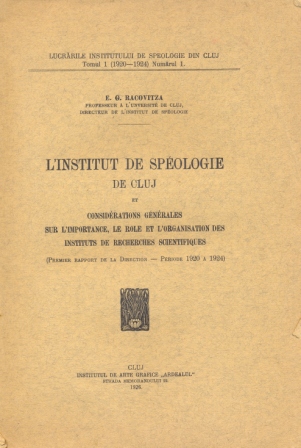 LUCRĂRILE INSTITUTULUI DE SPEOLOGIE DIN CLUJ
Tomul 1 (1920—1924) Numărul 1.
E. G. RACOVITZA
PROFESSEUR À L'UNIVERSITÉ DE CLUJ,
DIRECTEUR DE L'INSTITUT DE SPÉOLOGIE
L'INSTITUT DE SPÉOLOGIE
DE CLUJ
ET
CONSIDÉRATIONS GÉNÉRALES
SUR L'IMPORTANCE, LE ROLE ET L'ORGANISATION DES
INSTITUTS DE RECHERCHES SCIENTIFIQUES
(PREMIER RAPPORT DE LA DIRECTION — PÉRIODE 1920 À 1924)
CLUJ
INSTITUTUL DE ARTE GRAFICE „ARDEALUL"
STRADA MEMORANDULUI 22
1926.